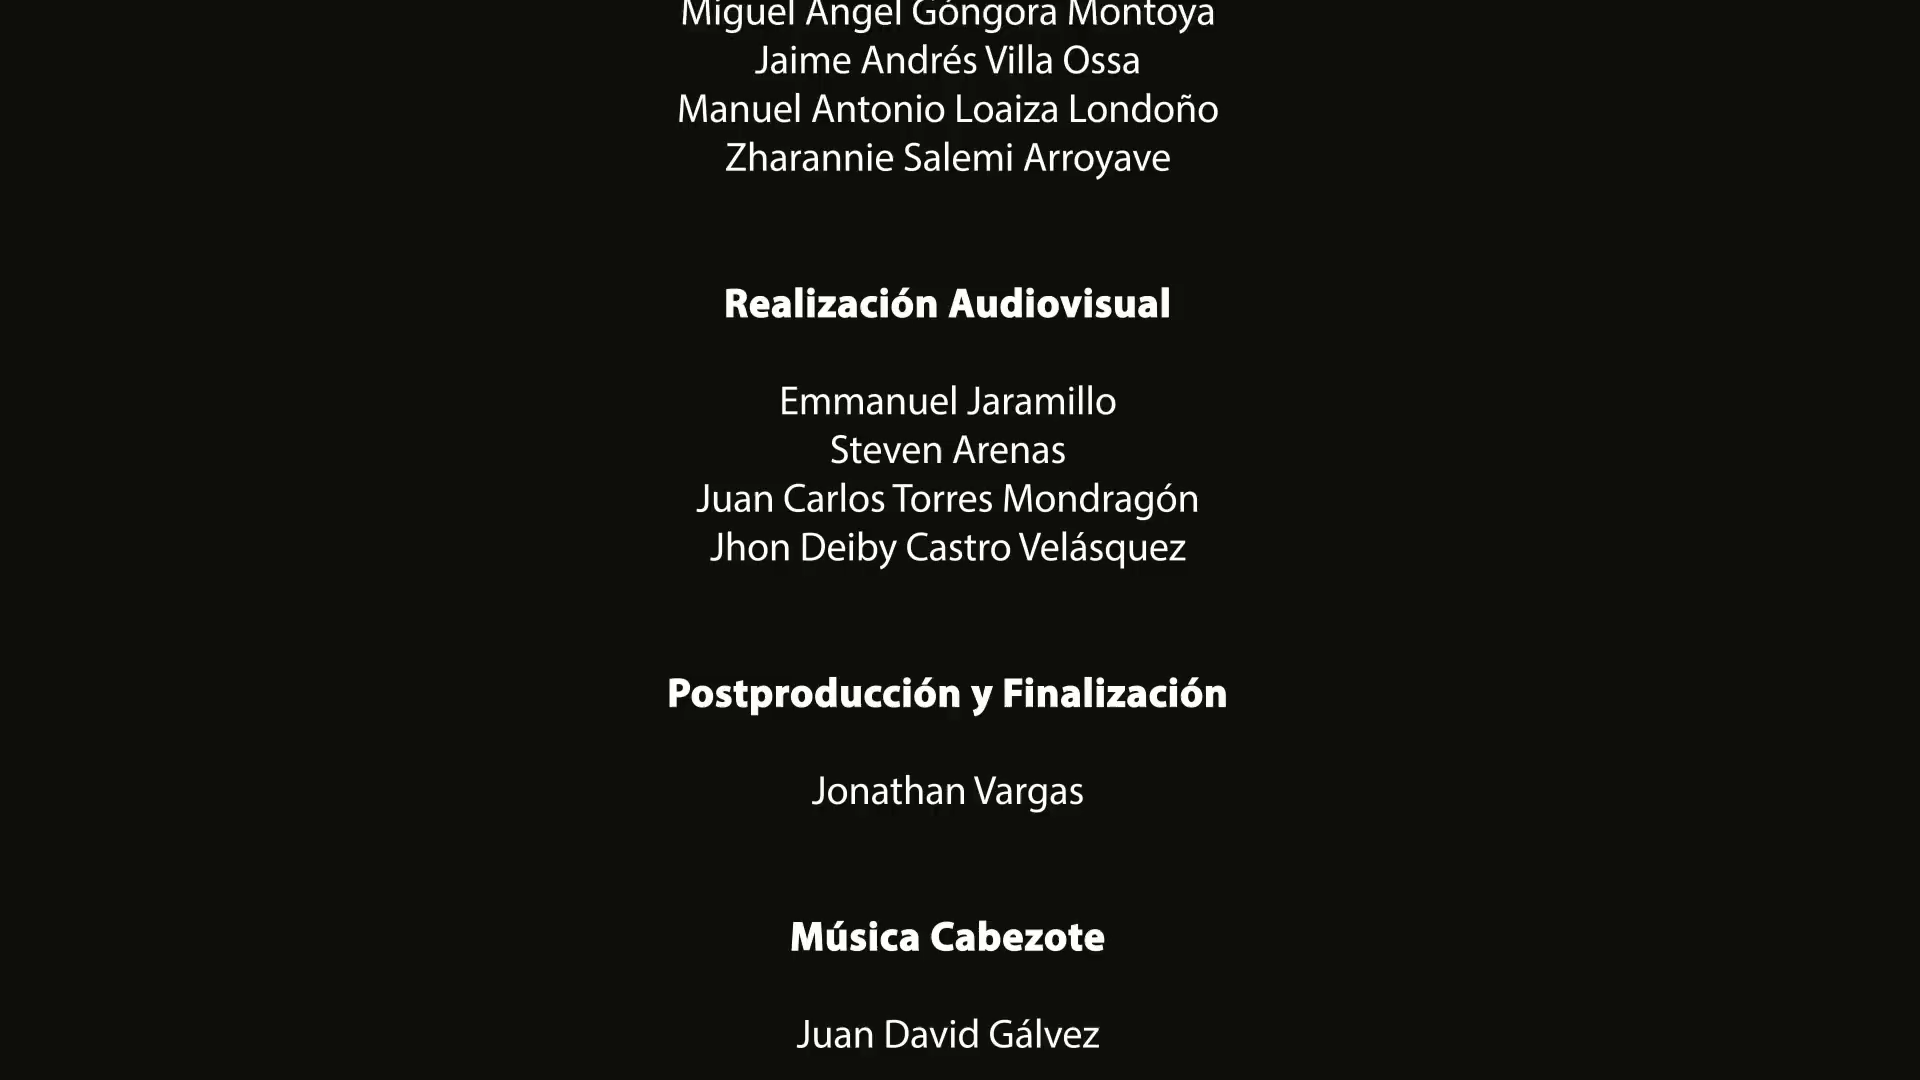 Miguel Ángel Góngora Montoya
Jaime Andrés Villa Ossa
Manuel Antonio Loaiza Londoño
Zharannie Salemi Arroyave
Realización Audiovisual
Emmanuel Jaramillo
Steven Arenas
Juan Carlos Torres Mondragón
Jhon Deiby Castro Velásquez
Postproducción y Finalización
Jonathan Vargas
Música Cabezote
Juan David Gálvez